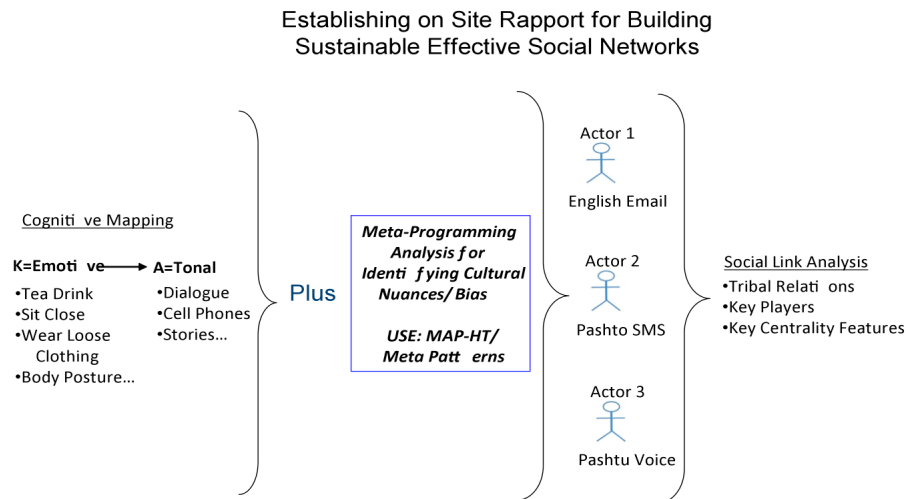 Establishing on Site Rapport for Building
Sustainable Effective Social Networks
Cogniti ve Mapping
K=Emoti ve
A=Tonal
•Tea Drink
•Sit Close
•Wear Loose
Clothing
•Body Posture...
•Dialogue
•Cell Phones
•Stories...
Plus
Meta-Programming
Analysis for
Identi fying Cultural
Nuances/ Bias
USE: MAP-HT/
Meta Patt erns
Actor 1
English Email
Actor 2
Pashto SMS
Actor 3
Pashtu Voice
Social Link Analysis
•Tribal Relati ons
•Key Players
•Key Centrality Features